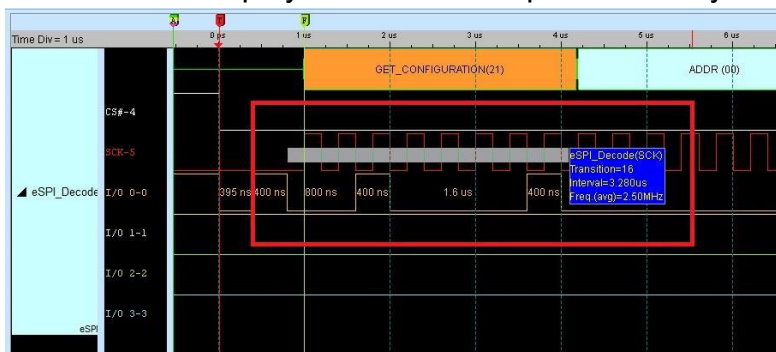 A T F
Time Div = 1 us 0 ps 1 us 2 us 3 us 4 us 5 us 6 us
GET_CONFIGURATION(21) ADDR (00)
CS#-4
SCK-5
eSPI_Decode(SCK)
Transition=16
Interval=3.280us
Freq.(avg)=2.50MHz
eSPI_Decode I/O 0-0 395 ns 400 ns 800 ns 400 ns 1.6 us 400 ns
I/O 1-1
I/O 2-2
I/O 3-3
eSPI